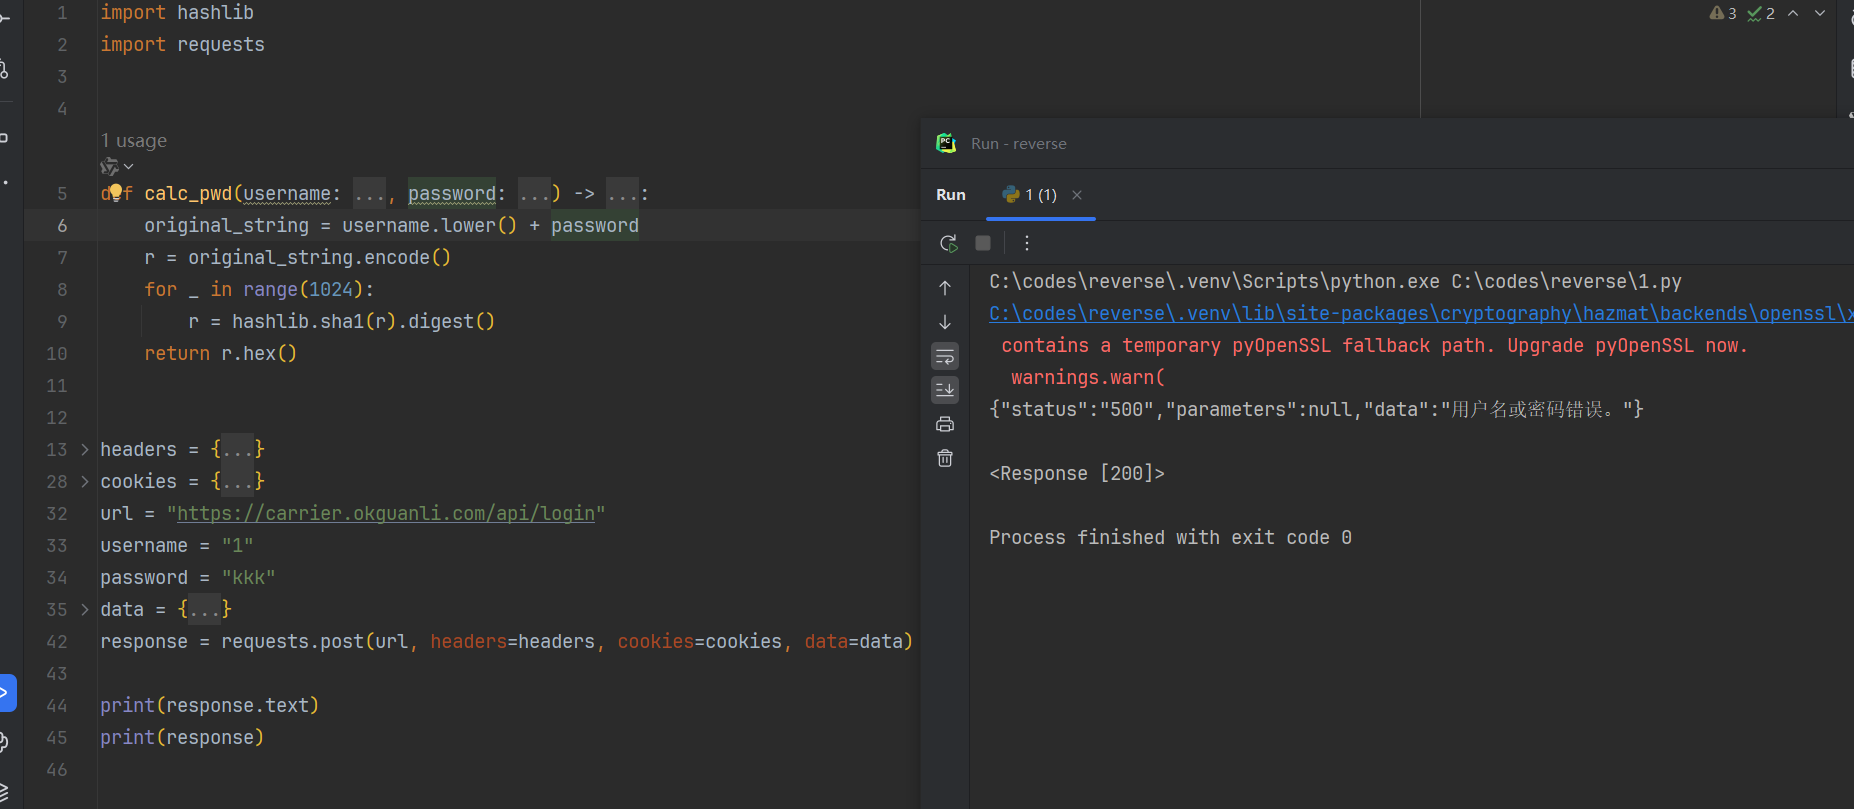 1 import hashlib
2 import requests
3
4
1 usage
5 def calc_pwd(username: ..., password: ...) -> ...:
6 original_string = username.lower() + password
7 r = original_string.encode()
8 for _ in range(1024):
9 r = hashlib.sha1(r).digest()
10 return r.hex()
11
12
13 headers = {...}
28 cookies = {...}
32 url = "https://carrier.okguanli.com/api/login"
33 username = "1"
34 password = "kkk"
35 data = {...}
42 response = requests.post(url, headers=headers, cookies=cookies, data=data)
43
44 print(response.text)
45 print(response)
46
3 2
Run - reverse
Run 1 (1)
C:\codes\reverse\.venv\Scripts\python.exe C:\codes\reverse\1.py
C:\codes\reverse\.venv\lib\site-packages\cryptography\hazmat\backends\openssl\x
contains a temporary pyOpenSSL fallback path. Upgrade pyOpenSSL now.
warnings.warn(
{"status":"500","parameters":null,"data":"用户名或密码错误。"}
<Response [200]>
Process finished with exit code 0